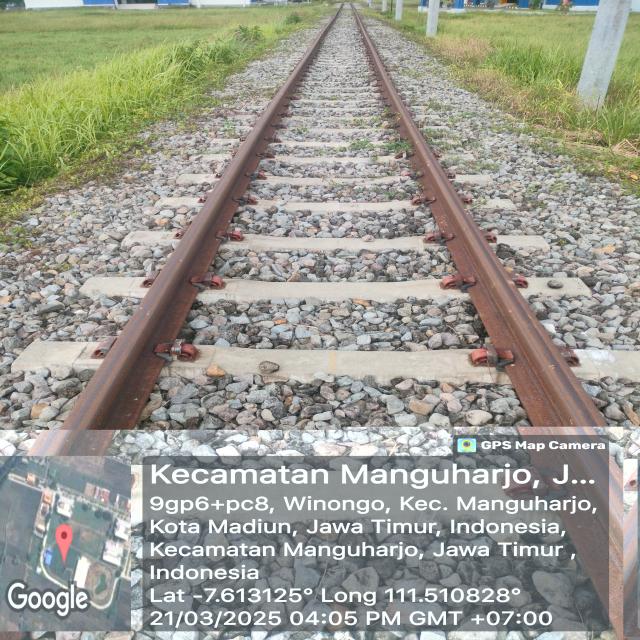 GPS Map Camera
Kecamatan Manguharjo, J...
9gp6+pc8, Winongo, Kec. Manguharjo,
Kota Madiun, Jawa Timur, Indonesia,
Kecamatan Manguharjo, Jawa Timur ,
Indonesia
Lat -7.613125° Long 111.510828°
21/03/2025 04:05 PM GMT +07:00
Google